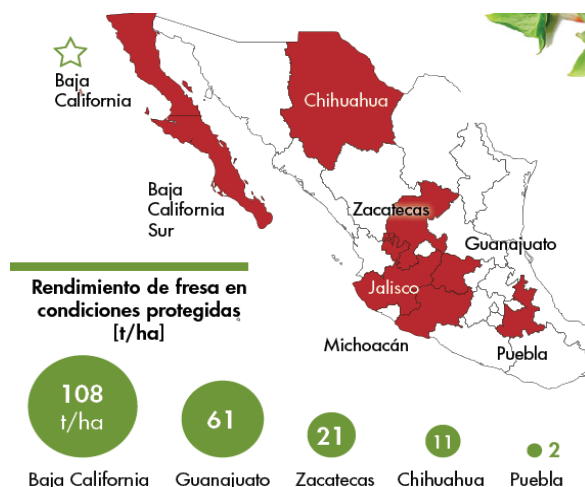 Baja
California
Chihuahua
Baja
California
Sur
Zacatecas
Guanajuato
Jalisco
Michoacán
Puebla
Rendimiento de fresa en
condiciones protegidas
[t/ha]
108
t/ha
61
21
11
2
Baja California
Guanajuato
Zacatecas
Chihuahua
Puebla